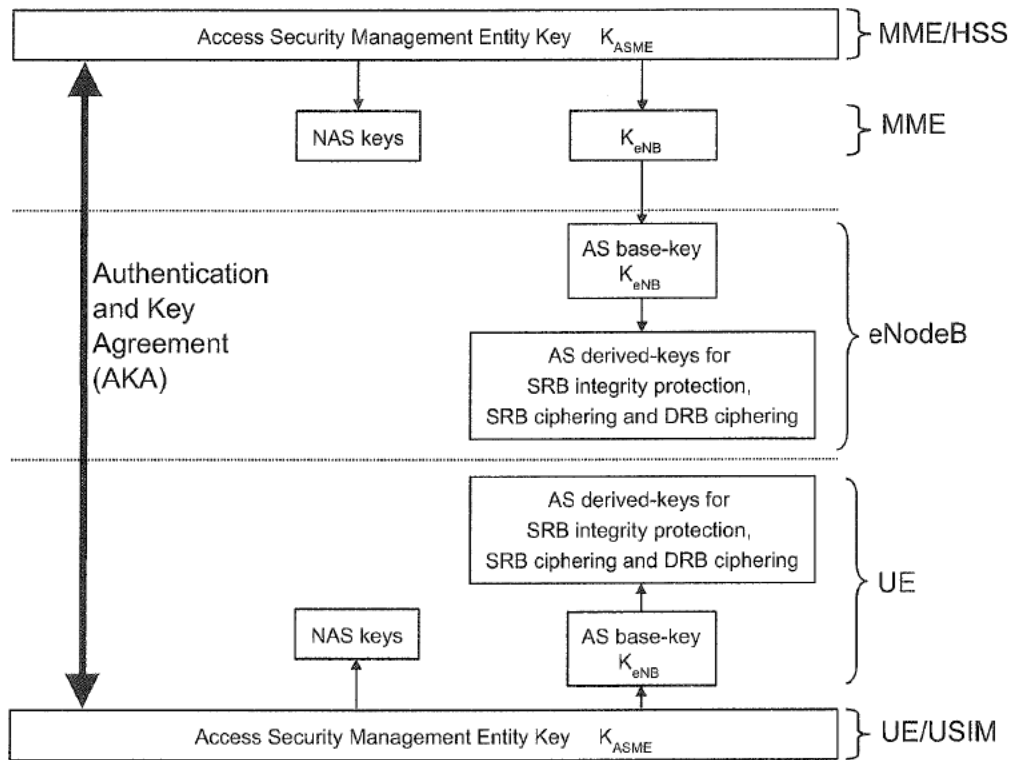 Access Security Management Entity Key K_ASME
MME/HSS
NAS keys
K_eNB
MME
AS base-key
K_eNB
AS derived-keys for
SRB integrity protection,
SRB ciphering and DRB ciphering
eNodeB
Authentication
and Key
Agreement
(AKA)
AS derived-keys for
SRB integrity protection,
SRB ciphering and DRB ciphering
NAS keys
AS base-key
K_eNB
UE
Access Security Management Entity Key K_ASME
UE/USIM